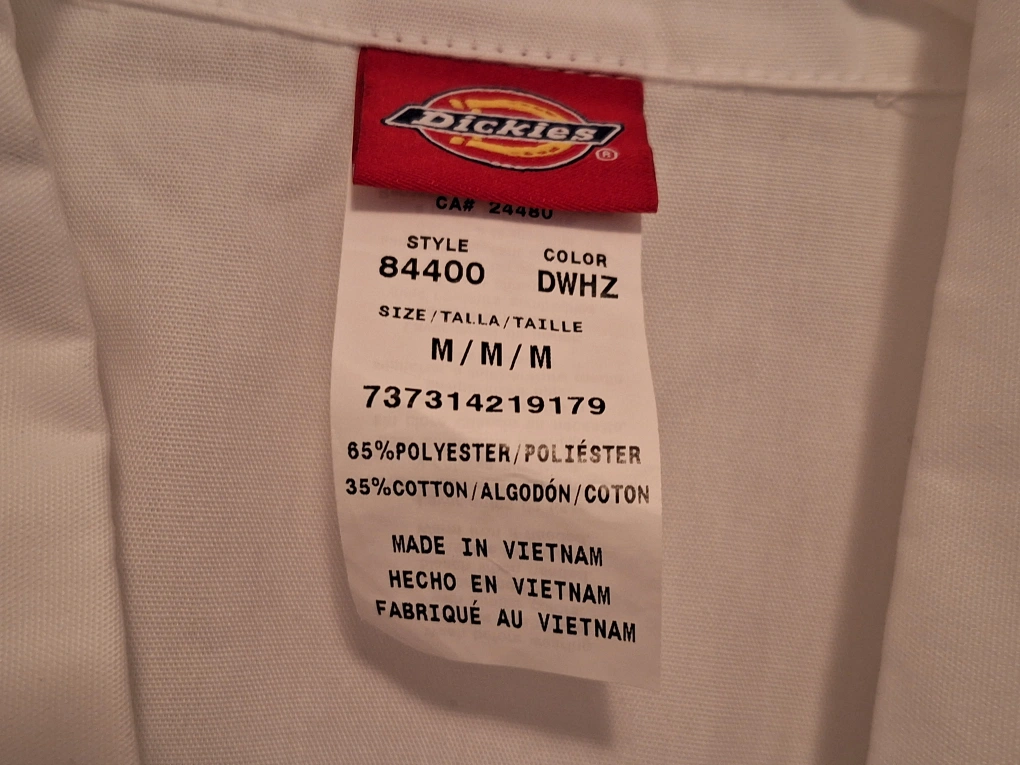 Dickies®
CA# 24480
STYLE COLOR
84400 DWHZ
SIZE/TALLA/TAILLE
M/M/M
737314219179
65%POLYESTER/POLIÉSTER
35%COTTON/ALGODÓN/COTON
MADE IN VIETNAM
HECHO EN VIETNAM
FABRIQUÉ AU VIETNAM